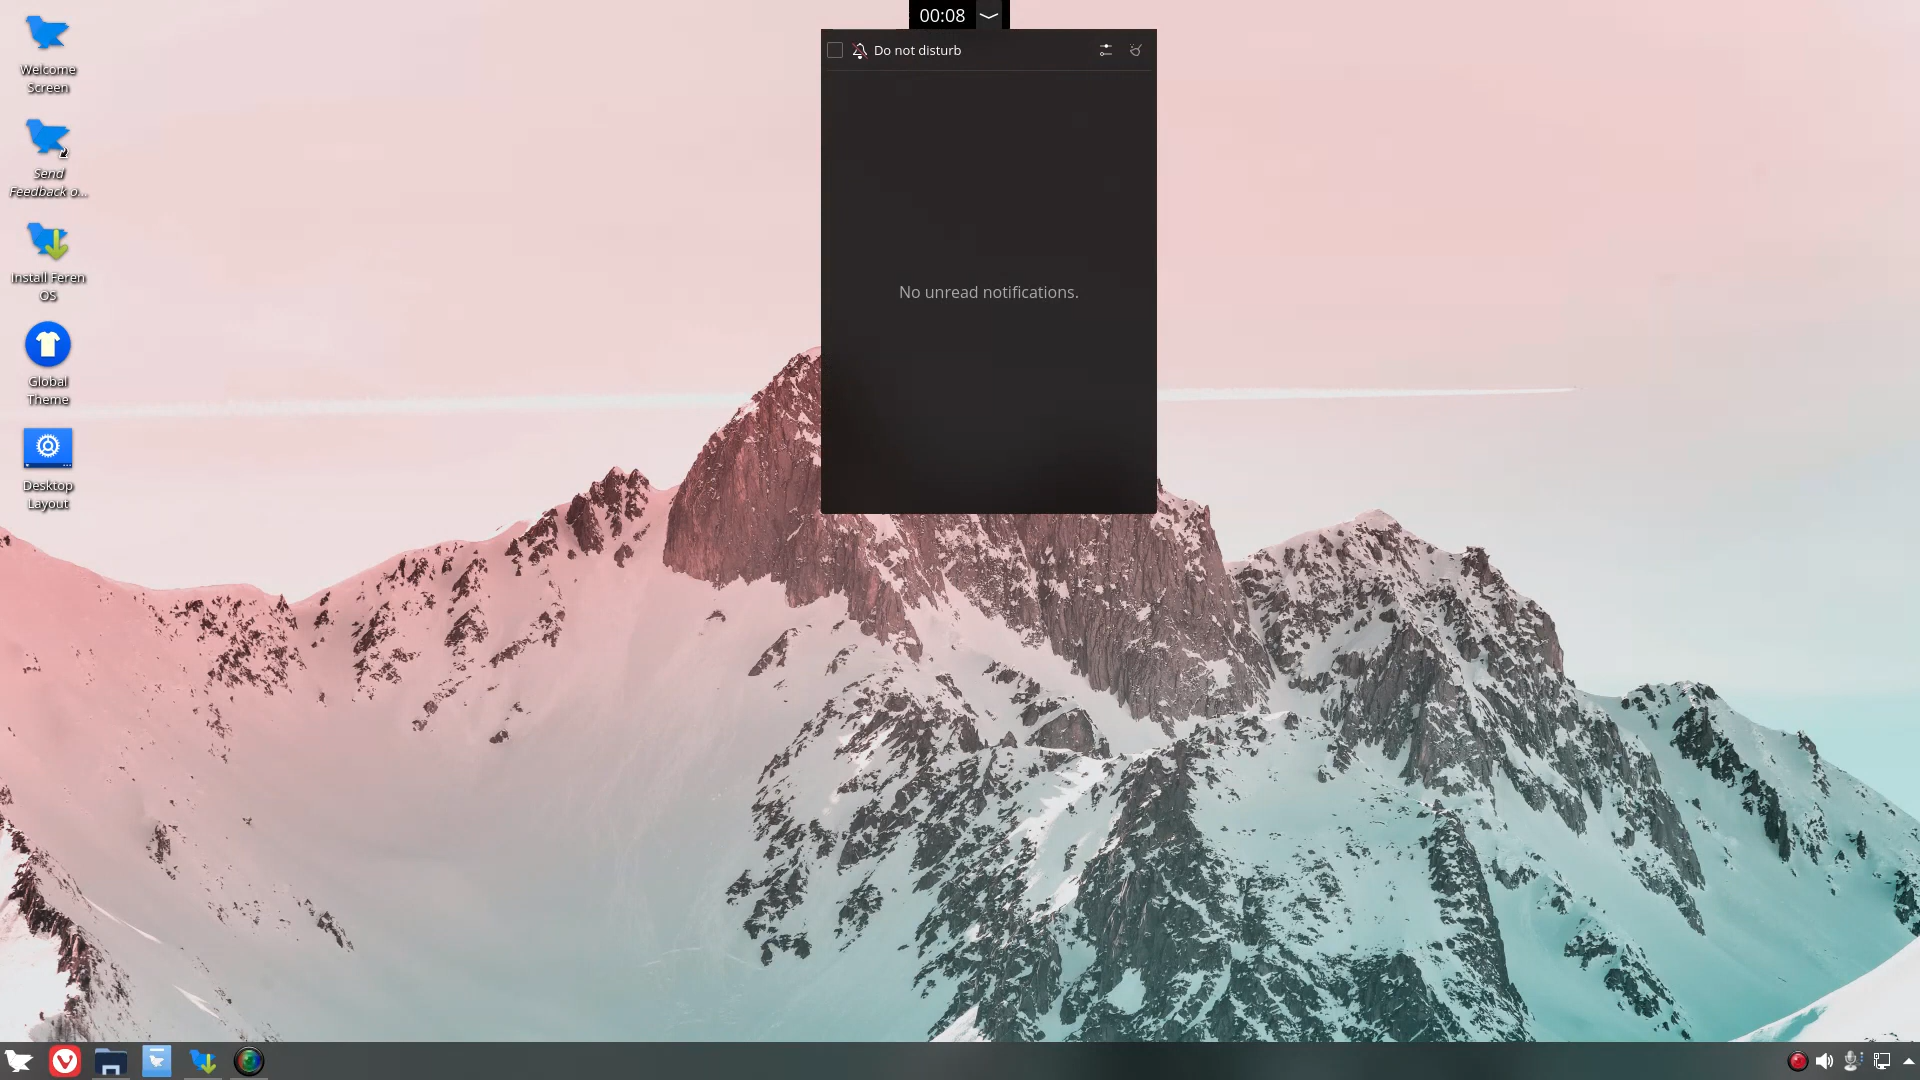 00:08
Do not disturb
No unread notifications.
Welcome
Screen
Send
Feedback o...
Install Feren
OS
Global
Theme
Desktop
Layout